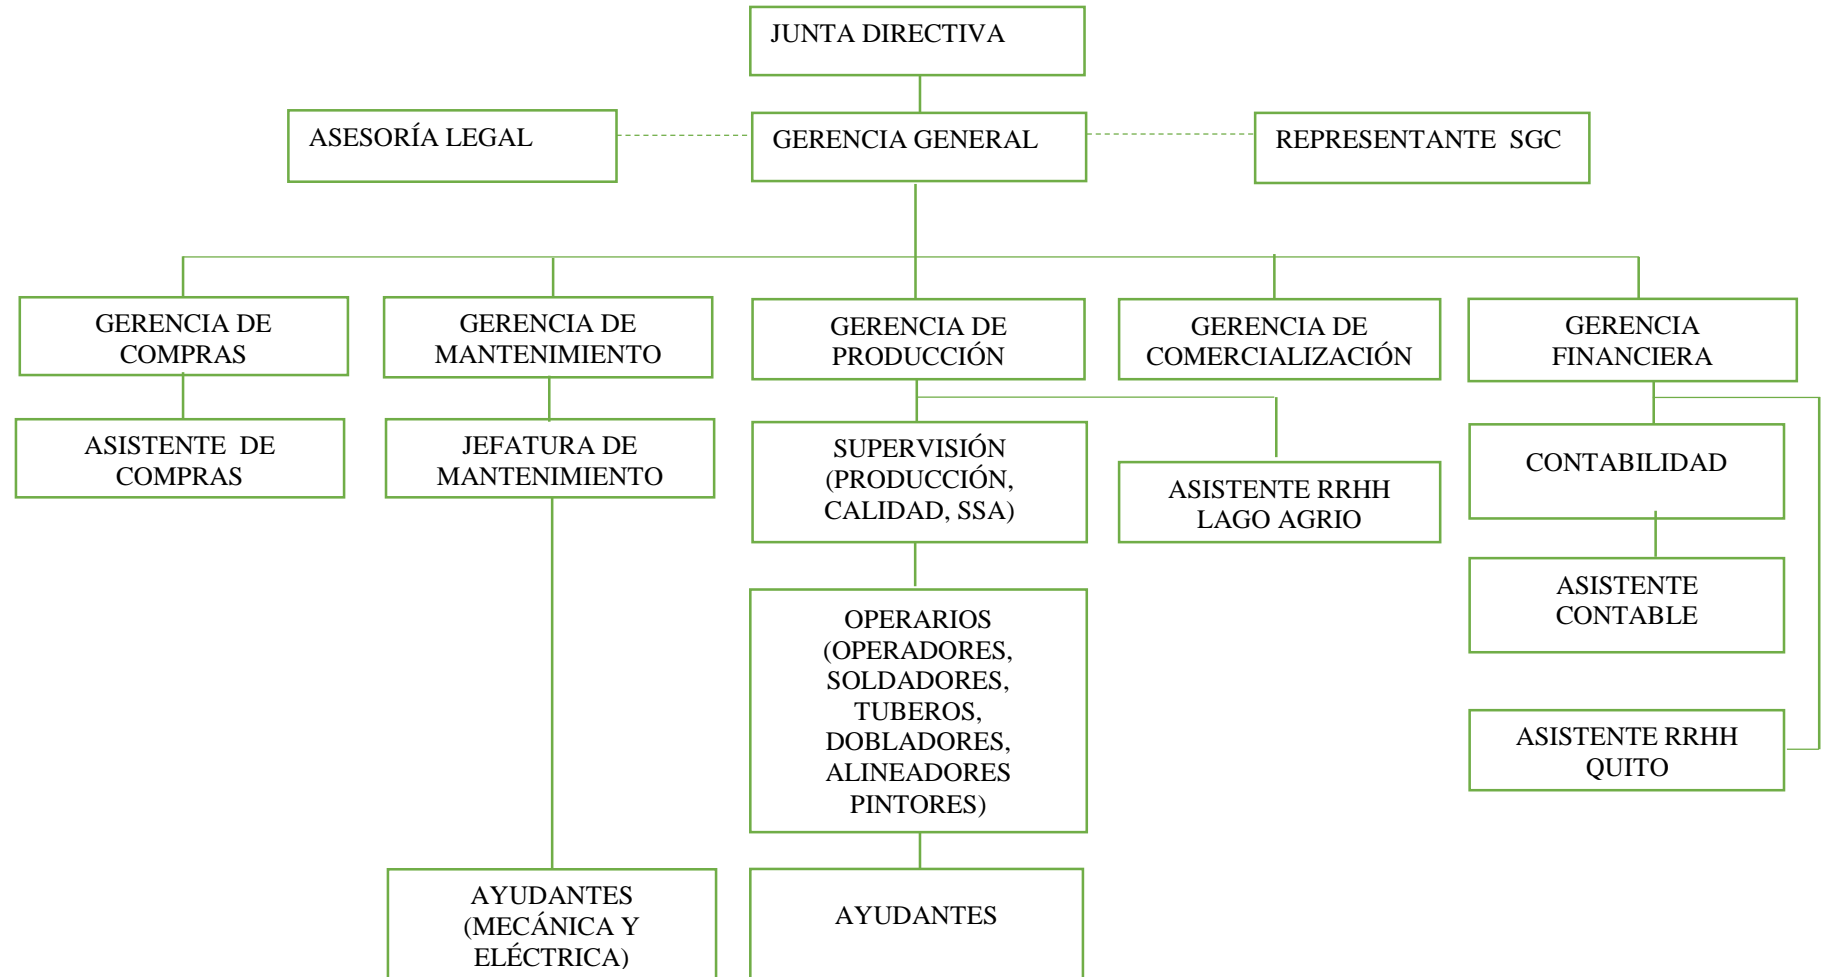 JUNTA DIRECTIVA
ASESORÍA LEGAL
GERENCIA GENERAL
REPRESENTANTE  SGC
GERENCIA DE
COMPRAS
GERENCIA DE
MANTENIMIENTO
GERENCIA DE
PRODUCCIÓN
GERENCIA DE
COMERCIALIZACIÓN
GERENCIA
FINANCIERA
ASISTENTE  DE
COMPRAS
JEFATURA DE
MANTENIMIENTO
SUPERVISIÓN
(PRODUCCIÓN,
CALIDAD, SSA)
ASISTENTE RRHH
LAGO AGRIO
CONTABILIDAD
ASISTENTE
CONTABLE
OPERARIOS
(OPERADORES,
SOLDADORES,
TUBEROS,
DOBLADORES,
ALINEADORES
PINTORES)
ASISTENTE RRHH
QUITO
AYUDANTES
(MECÁNICA Y
ELÉCTRICA)
AYUDANTES